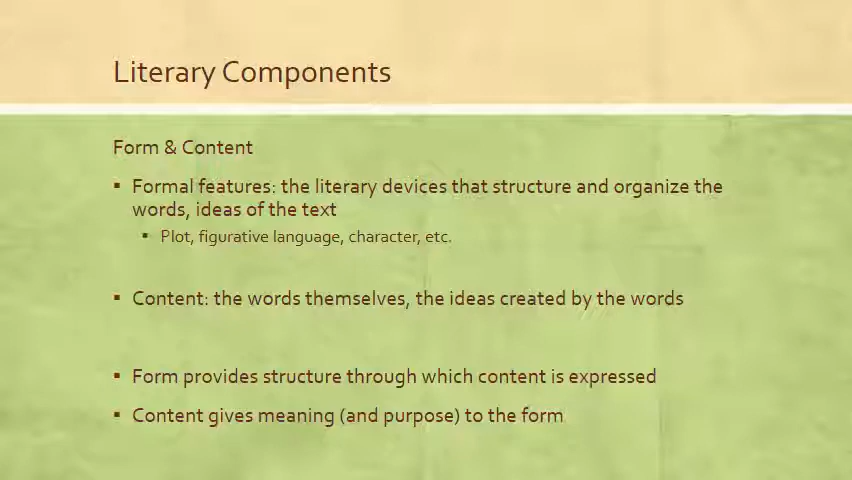 Literary Components
Form & Content
▪ Formal features: the literary devices that structure and organize the
words, ideas of the text
▪ Plot, figurative language, character, etc.
▪ Content: the words themselves, the ideas created by the words
▪ Form provides structure through which content is expressed
▪ Content gives meaning (and purpose) to the form